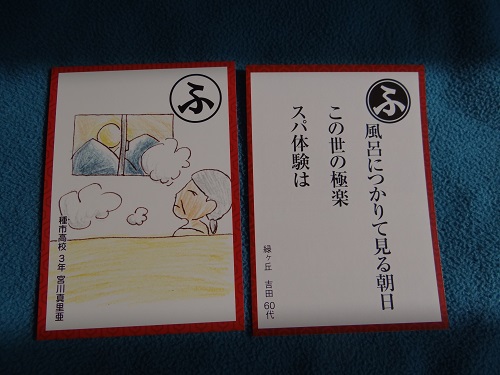 ふ
種市高校 3年 宮川真里亜
ふ
風呂につかりて見る朝日
この世の極楽
スパ体験は
緑ヶ丘 吉田 60代